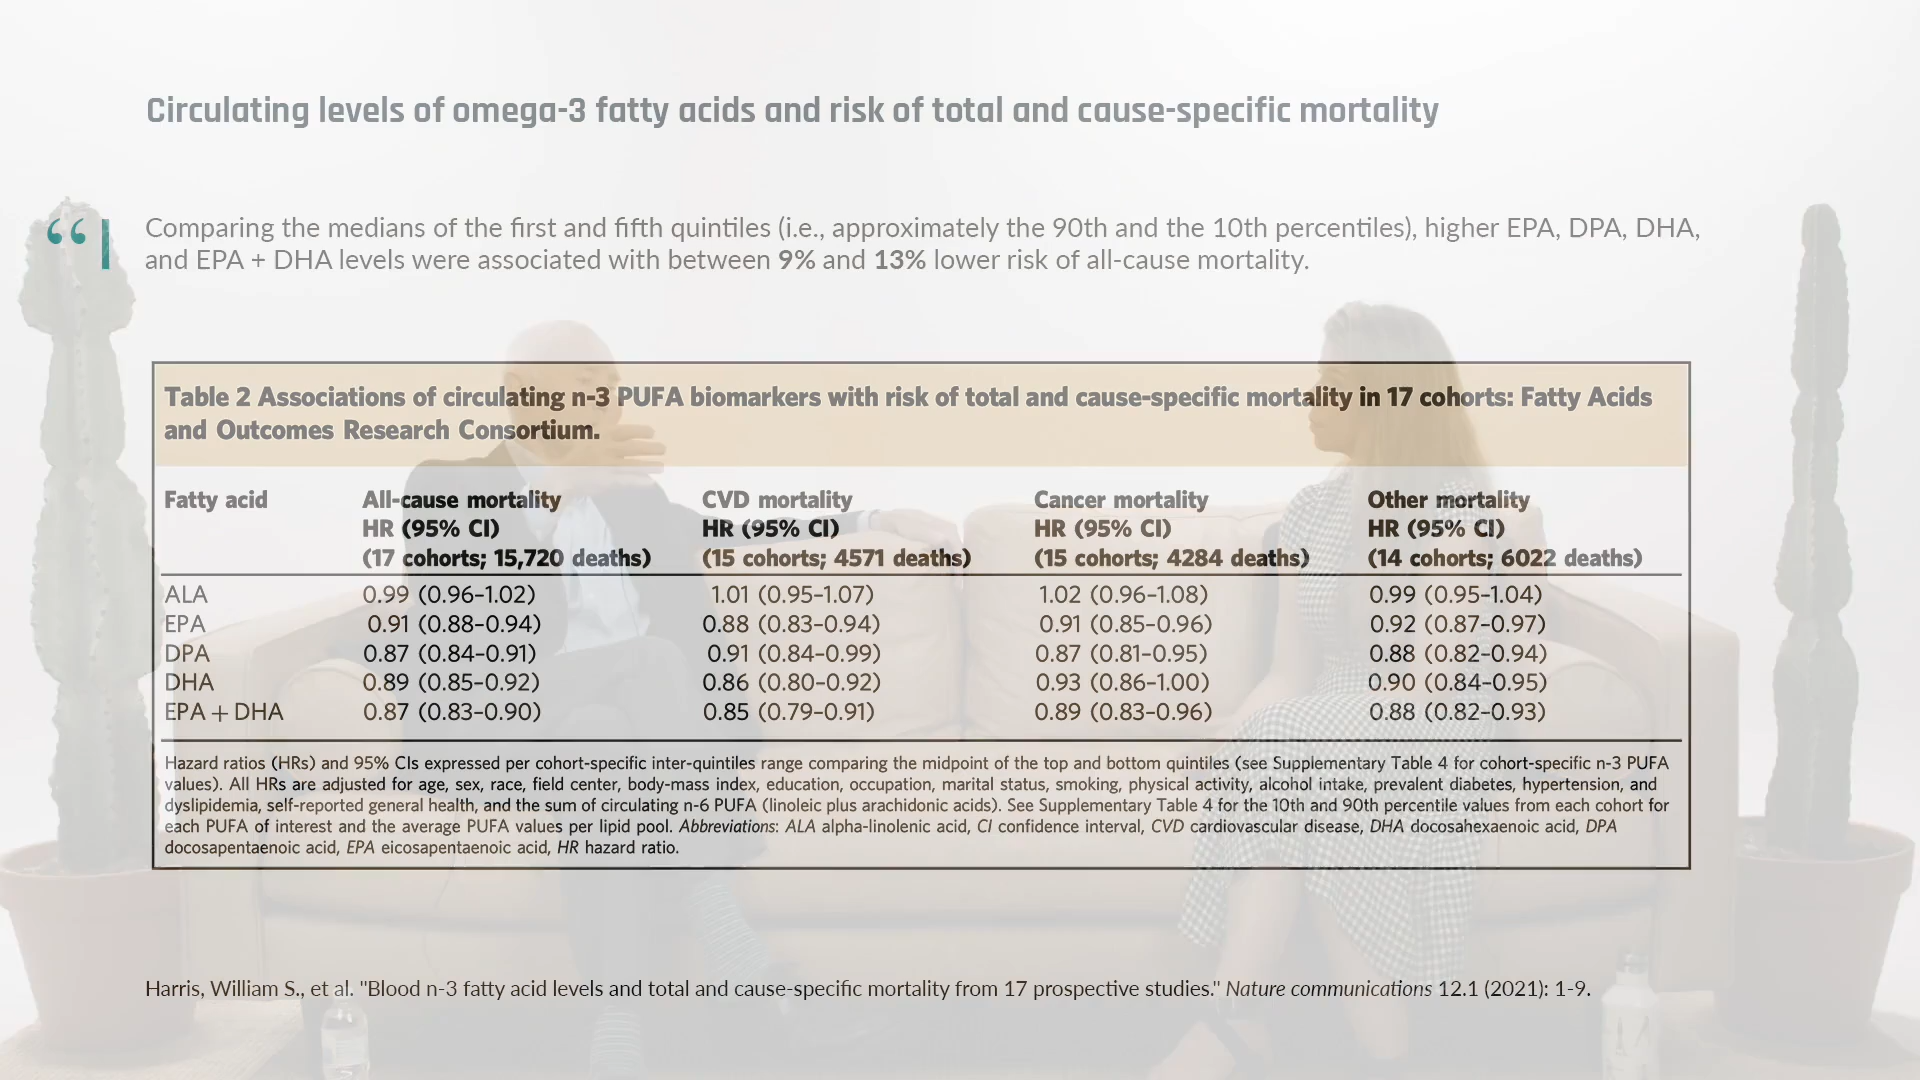 Circulating levels of omega-3 fatty acids and risk of total and cause-specific mortality
“ Comparing the medians of the first and fifth quintiles (i.e., approximately the 90th and the 10th percentiles), higher EPA, DPA, DHA,
and EPA + DHA levels were associated with between 9% and 13% lower risk of all-cause mortality.
Table 2 Associations of circulating n-3 PUFA biomarkers with risk of total and cause-specific mortality in 17 cohorts: Fatty Acids
and Outcomes Research Consortium.
Fatty acid All-cause mortality CVD mortality Cancer mortality Other mortality
HR (95% CI) HR (95% CI) HR (95% CI) HR (95% CI)
(17 cohorts; 15,720 deaths) (15 cohorts; 4571 deaths) (15 cohorts; 4284 deaths) (14 cohorts; 6022 deaths)
ALA 0.99 (0.96–1.02) 1.01 (0.95–1.07) 1.02 (0.96–1.08) 0.99 (0.95–1.04)
EPA 0.91 (0.88–0.94) 0.88 (0.83–0.94) 0.91 (0.85–0.96) 0.92 (0.87–0.97)
DPA 0.87 (0.84–0.91) 0.91 (0.84–0.99) 0.87 (0.81–0.95) 0.88 (0.82–0.94)
DHA 0.89 (0.85–0.92) 0.86 (0.80–0.92) 0.93 (0.86–1.00) 0.90 (0.84–0.95)
EPA + DHA 0.87 (0.83–0.90) 0.85 (0.79–0.91) 0.89 (0.83–0.96) 0.88 (0.82–0.93)
Hazard ratios (HRs) and 95% CIs expressed per cohort-specific inter-quintiles range comparing the midpoint of the top and bottom quintiles (see Supplementary Table 4 for cohort-specific n-3 PUFA
values). All HRs are adjusted for age, sex, race, field center, body-mass index, education, occupation, marital status, smoking, physical activity, alcohol intake, prevalent diabetes, hypertension, and
dyslipidemia, self-reported general health, and the sum of circulating n-6 PUFA (linoleic plus arachidonic acids). See Supplementary Table 4 for the 10th and 90th percentile values from each cohort for
each PUFA of interest and the average PUFA values per lipid pool. Abbreviations: ALA alpha-linolenic acid, CI confidence interval, CVD cardiovascular disease, DHA docosahexaenoic acid, DPA
docosapentaenoic acid, EPA eicosapentaenoic acid, HR hazard ratio.
Harris, William S., et al. "Blood n-3 fatty acid levels and total and cause-specific mortality from 17 prospective studies." Nature communications 12.1 (2021): 1-9.